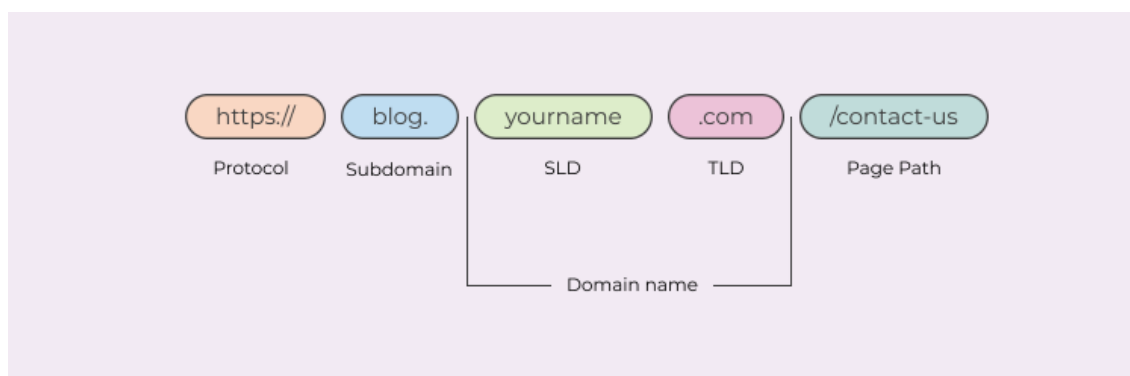 https:// blog. yourname .com /contact-us
Protocol Subdomain SLD TLD Page Path
Domain name